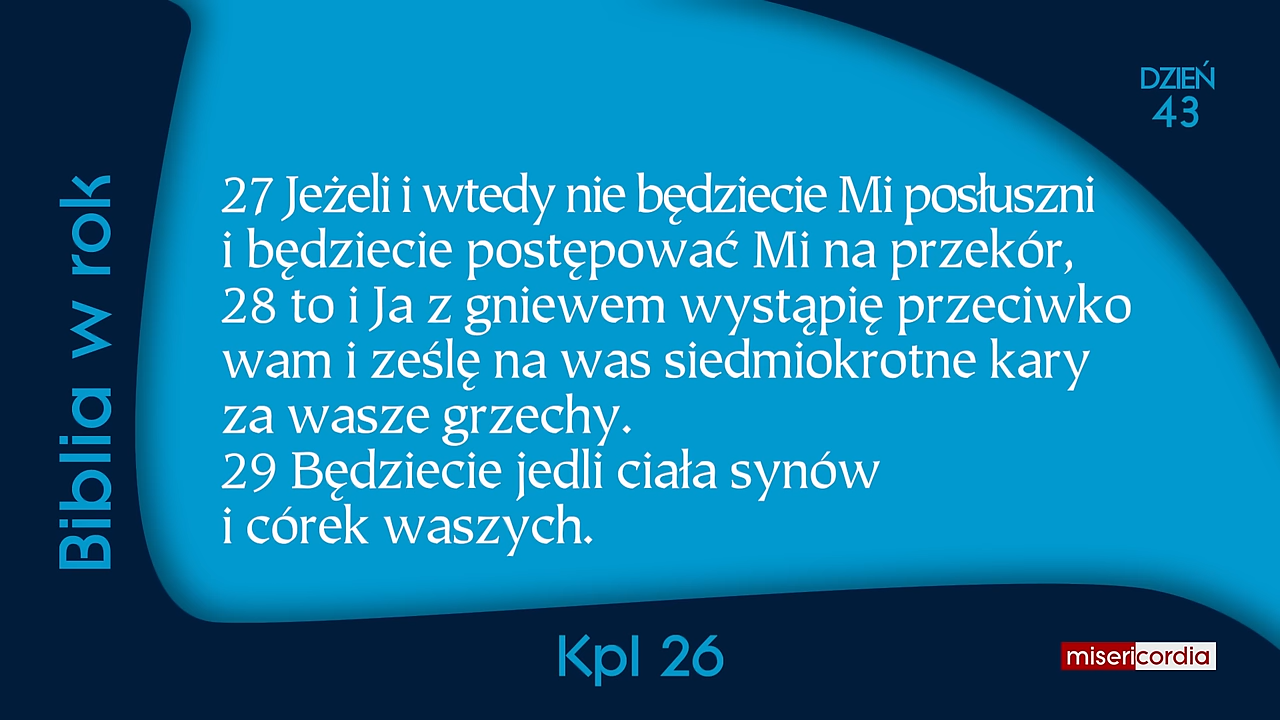 DZIEŃ
43
Biblia w rok
27 Jeżeli i wtedy nie będziecie Mi posłuszni
i będziecie postępować Mi na przekór,
28 to i Ja z gniewem wystąpię przeciwko
wam i ześlę na was siedmiokrotne kary
za wasze grzechy.
29 Będziecie jedli ciała synów
i córek waszych.
Kpl 26
misericordia